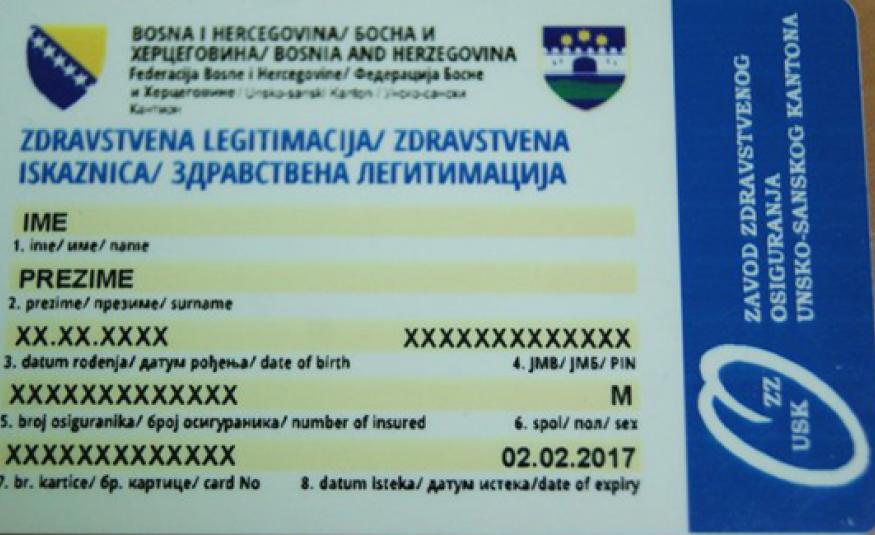 BOSNA I HERCEGOVINA/ БОСНА И
ХЕРЦЕГОВИНА/ BOSNIA AND HERZEGOVINA
Federacija Bosne i Hercegovine/ Федерација Босне
и Херцеговине / Unsko-sanski Kanton / Унско-сански
Кантон
ZDRAVSTVENA LEGITIMACIJA/ ZDRAVSTVENA
ISKAZNICA/ ЗДРАВСТВЕНА ЛЕГИТИМАЦИЈА
IME
1. ime/ име/ name
PREZIME
2. prezime/ презиме/ surname
XX.XX.XXXX XXXXXXXXXXXXX
3. datum rođenja/ датум рођења/ date of birth 4. JMB/ ЈМБ/ PIN
XXXXXXXXXXXXX M
5. broj osiguranika/ број осигураника/ number of insured 6. spol/ пол/ sex
XXXXXXXXXXXXX 02.02.2017
7. br. kartice/ бр. картице/ card No 8. datum isteka/ датум истека/date of expiry
ZAVOD ZDRAVSTVENOG
OSIGURANJA
UNSKO-SANSKOG KANTONA
ZZ
USK